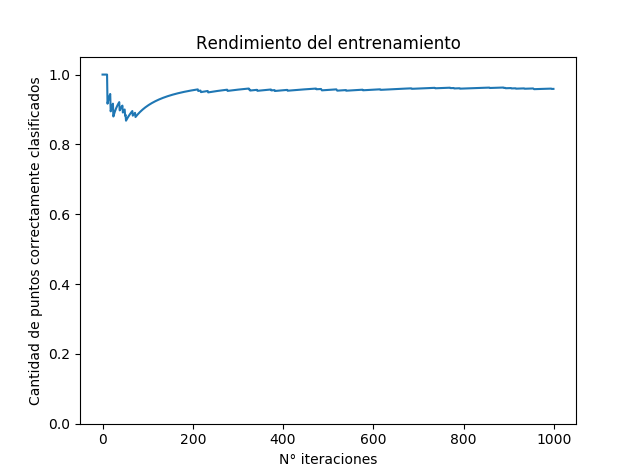 Rendimiento del entrenamiento
Cantidad de puntos correctamente clasificados
1.0
0.8
0.6
0.4
0.2
0.0
0 200 400 600 800 1000
N° iteraciones